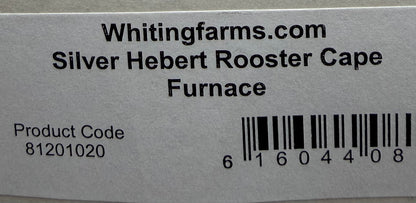 Whitingfarms.com
Silver Hebert Rooster Cape
Furnace
Product Code
81201020
6 16044 08